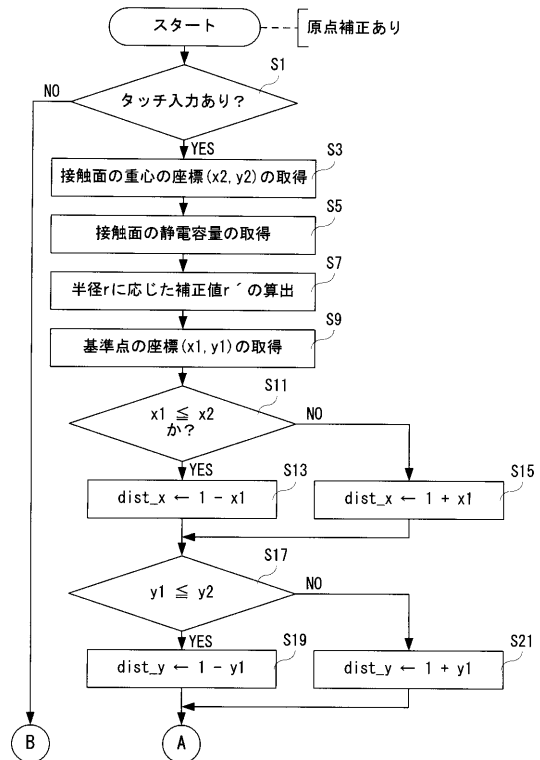 スタート
原点補正あり
S1
タッチ入力あり？
NO
YES
S3
接触面の重心の座標(x2, y2)の取得
S5
接触面の静電容量の取得
S7
半径rに応じた補正値r´の算出
S9
基準点の座標(x1, y1)の取得
S11
x1 ≦ x2
か？
NO
YES
S13
dist_x ← 1 - x1
S15
dist_x ← 1 + x1
S17
y1 ≦ y2
NO
YES
S19
dist_y ← 1 - y1
S21
dist_y ← 1 + y1
B
A